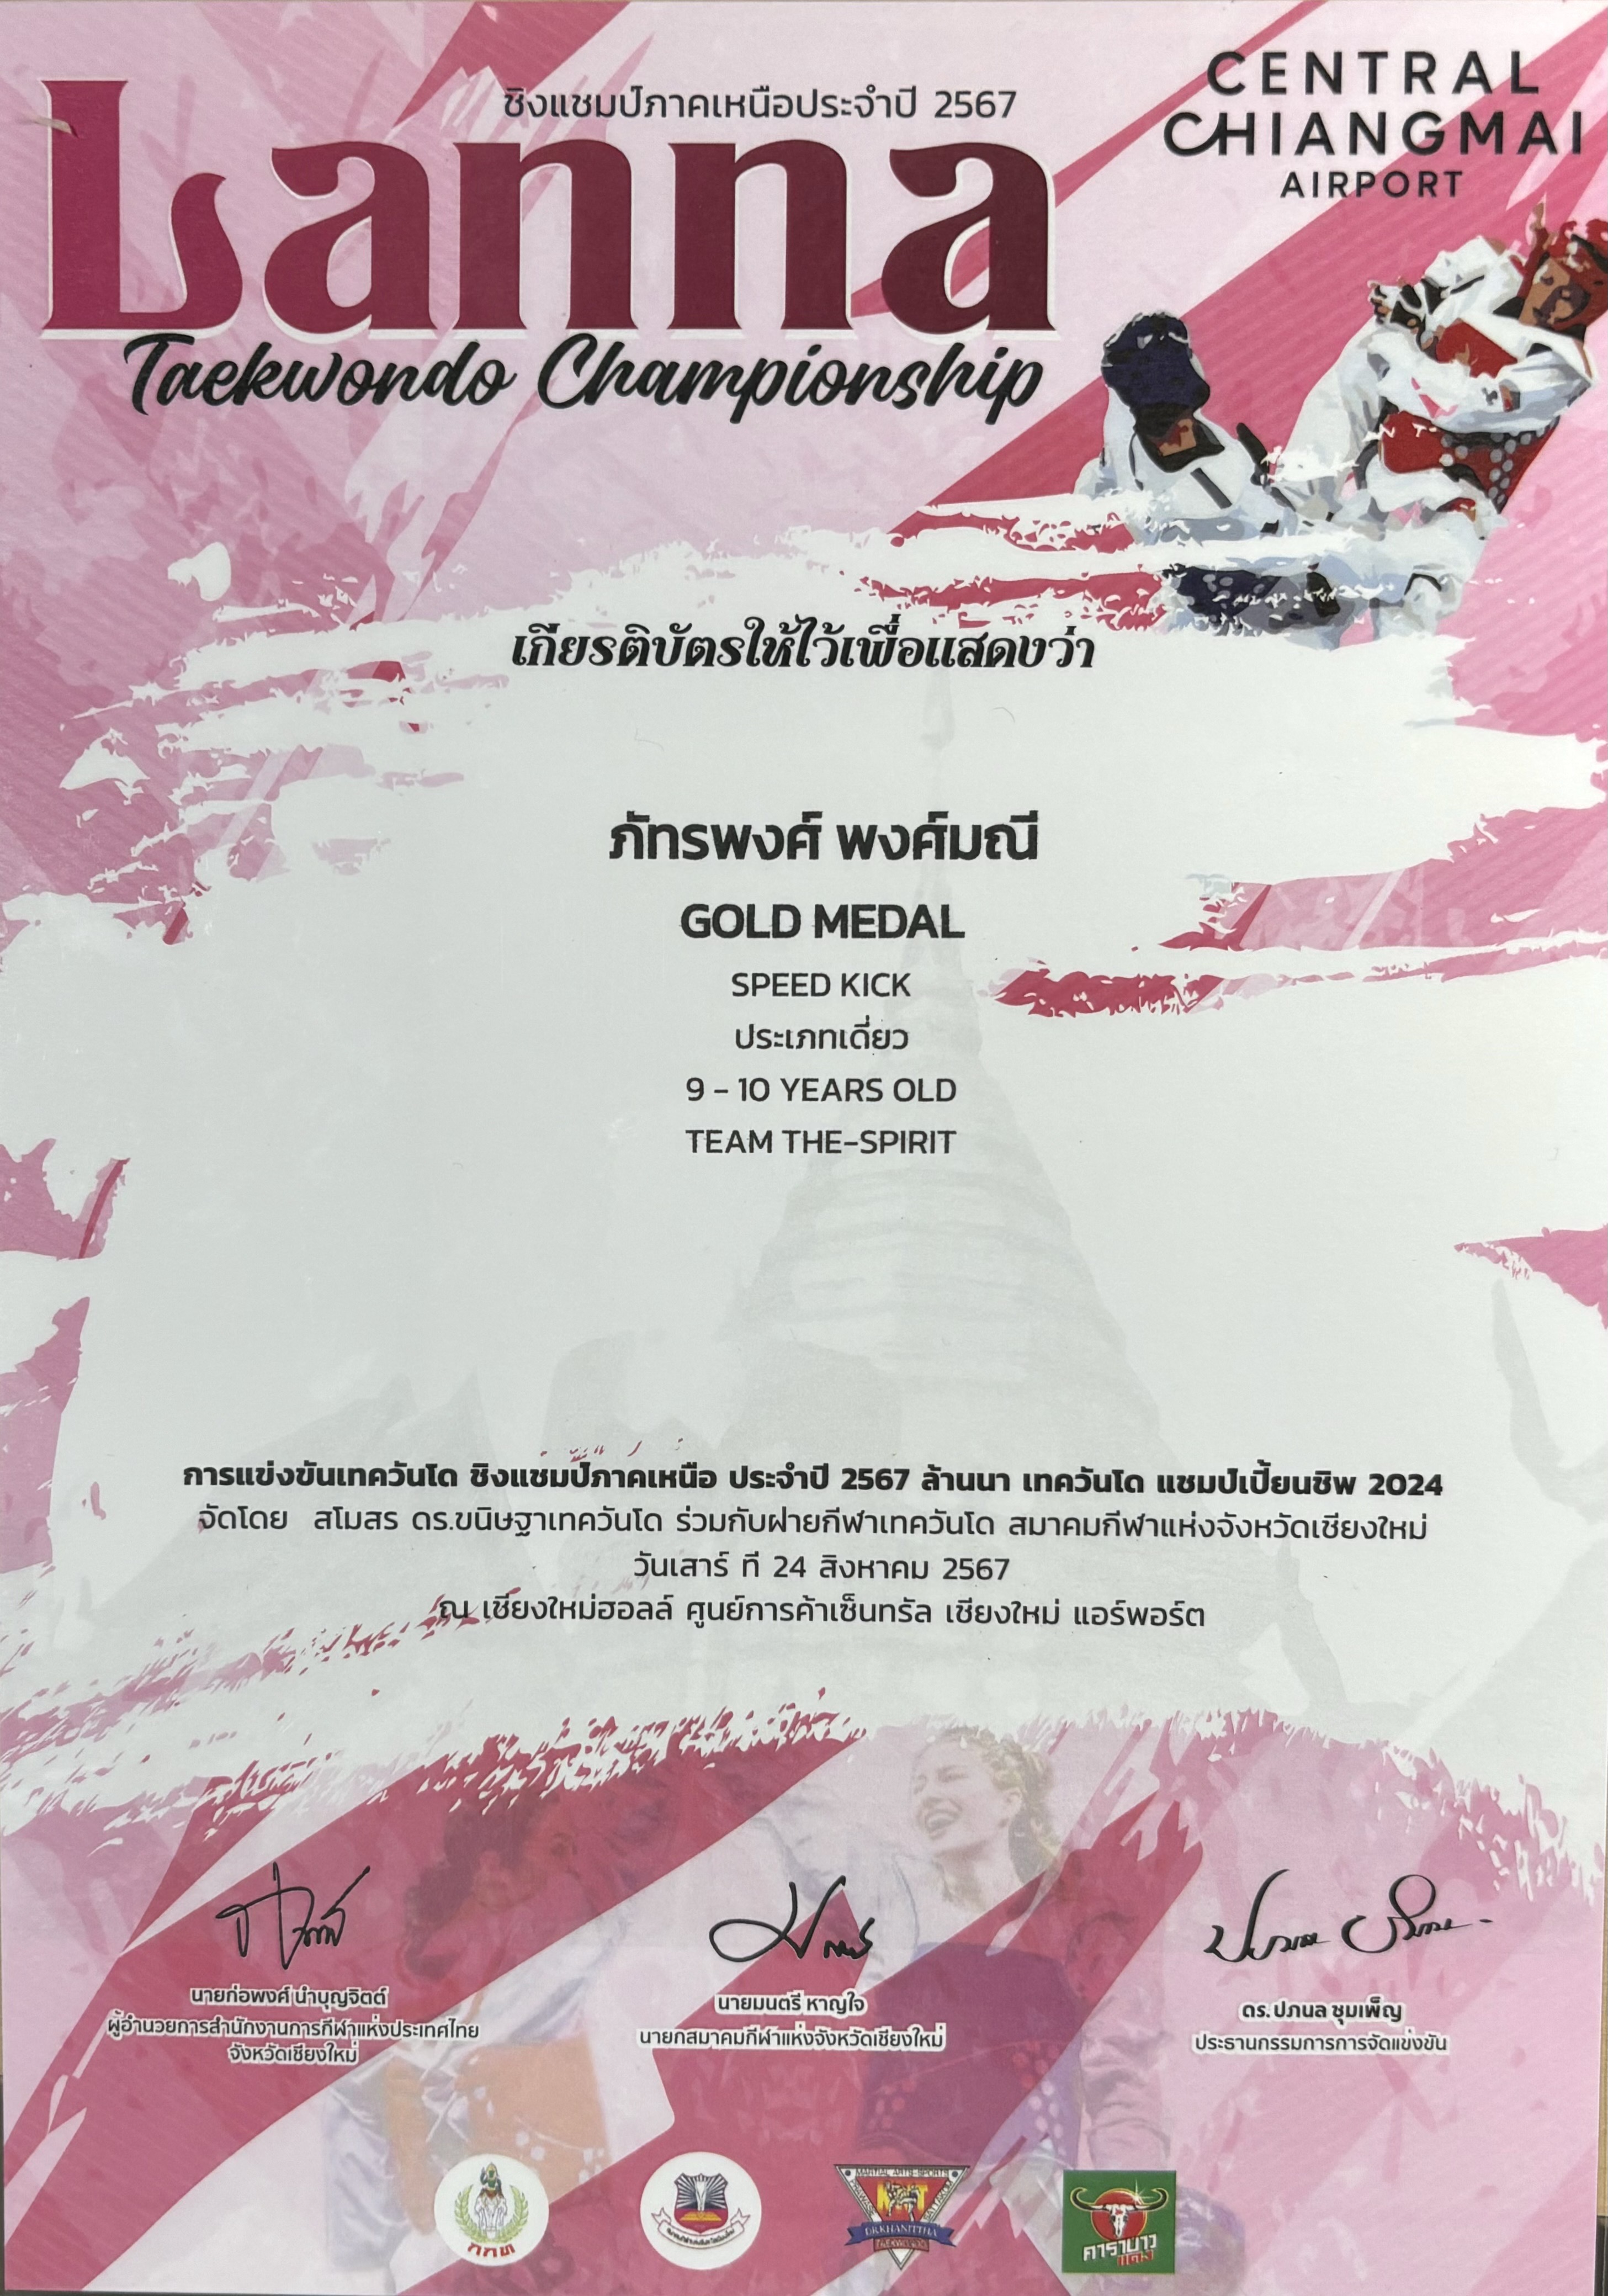 ชิงแชมป์ภาคเหนือประจำปี 2567
Lanna
Taekwondo Championship
CENTRAL
CHIANGMAI
AIRPORT
เกียรติบัตรให้ไว้เพื่อแสดงว่า
ภัทรพงศ์ พงศ์มณี
GOLD MEDAL
SPEED KICK
ประเภทเดี่ยว
9 - 10 YEARS OLD
TEAM THE-SPIRIT
การแข่งขันเทควันโด ชิงแชมป์ภาคเหนือ ประจำปี 2567 ล้านนา เทควันโด แชมป์เปี้ยนชิพ 2024
จัดโดย สโมสร ดร.ขนิษฐาเทควันโด ร่วมกับฝ่ายกีฬาเทควันโด สมาคมกีฬาแห่งจังหวัดเชียงใหม่
วันเสาร์ ที่ 24 สิงหาคม 2567
ณ เชียงใหม่ฮอลล์ ศูนย์การค้าเซ็นทรัล เชียงใหม่ แอร์พอร์ต
นายก่อพงศ์ นำบุญจิตต์
ผู้อำนวยการสำนักงานการกีฬาแห่งประเทศไทย
จังหวัดเชียงใหม่
นายมนตรี หาญใจ
นายกสมาคมกีฬาแห่งจังหวัดเชียงใหม่
ดร. ปภนล ชุมเพ็ญ
ประธานกรรมการการจัดแข่งขัน
กกท
MARTIAL ARTS-SPORTS
DR.KHANITTHA
คาราบาว
แดง